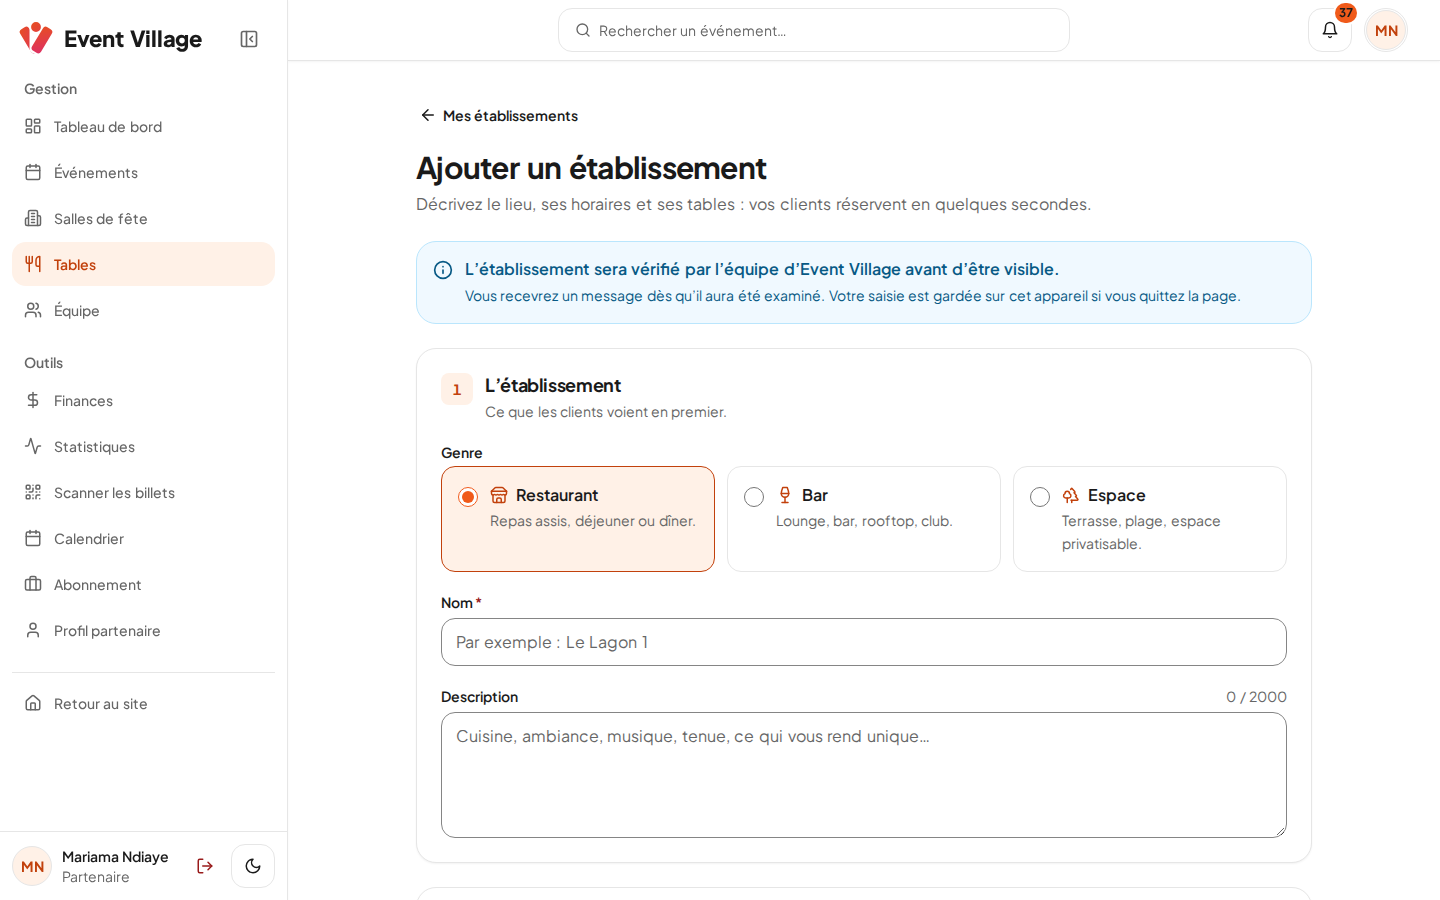 Event Village
Rechercher un événement…
37
MN
Gestion
Tableau de bord
Événements
Salles de fête
Tables
Équipe
Outils
Finances
Statistiques
Scanner les billets
Calendrier
Abonnement
Profil partenaire
Retour au site
MN
Mariama Ndiaye
Partenaire
Mes établissements
Ajouter un établissement
Décrivez le lieu, ses horaires et ses tables : vos clients réservent en quelques secondes.
L’établissement sera vérifié par l’équipe d’Event Village avant d’être visible.
Vous recevrez un message dès qu’il aura été examiné. Votre saisie est gardée sur cet appareil si vous quittez la page.
1
L’établissement
Ce que les clients voient en premier.
Genre
Restaurant
Repas assis, déjeuner ou dîner.
Bar
Lounge, bar, rooftop, club.
Espace
Terrasse, plage, espace
privatisable.
Nom *
Par exemple : Le Lagon 1
Description
0 / 2000
Cuisine, ambiance, musique, tenue, ce qui vous rend unique…